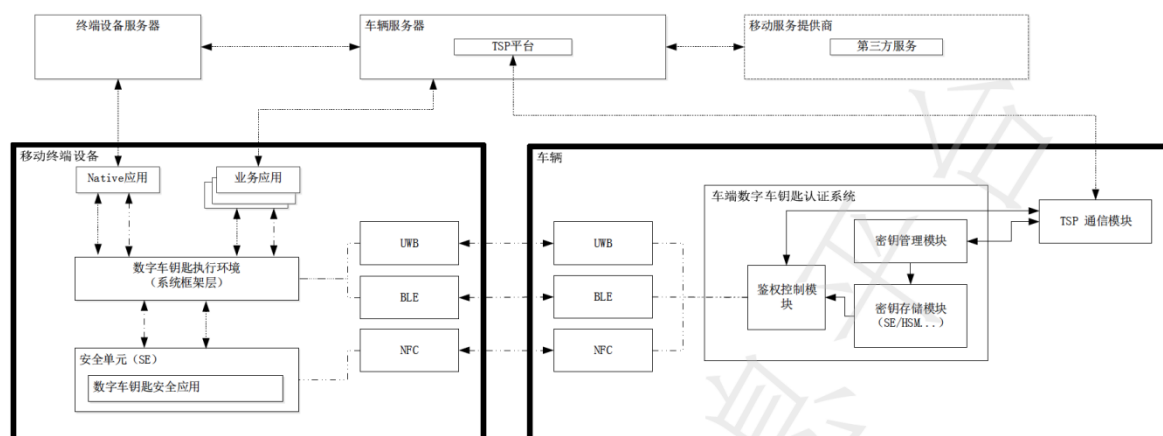 终端设备服务器
车辆服务器
TSP平台
移动服务提供商
第三方服务
移动终端设备
Native应用
业务应用
数字车钥匙执行环境
（系统框架层）
安全单元（SE）
数字车钥匙安全应用
UWB
BLE
NFC
车辆
UWB
BLE
NFC
车端数字车钥匙认证系统
鉴权控制模
块
密钥管理模块
密钥存储模块
（SE/HSM...）
TSP 通信模块